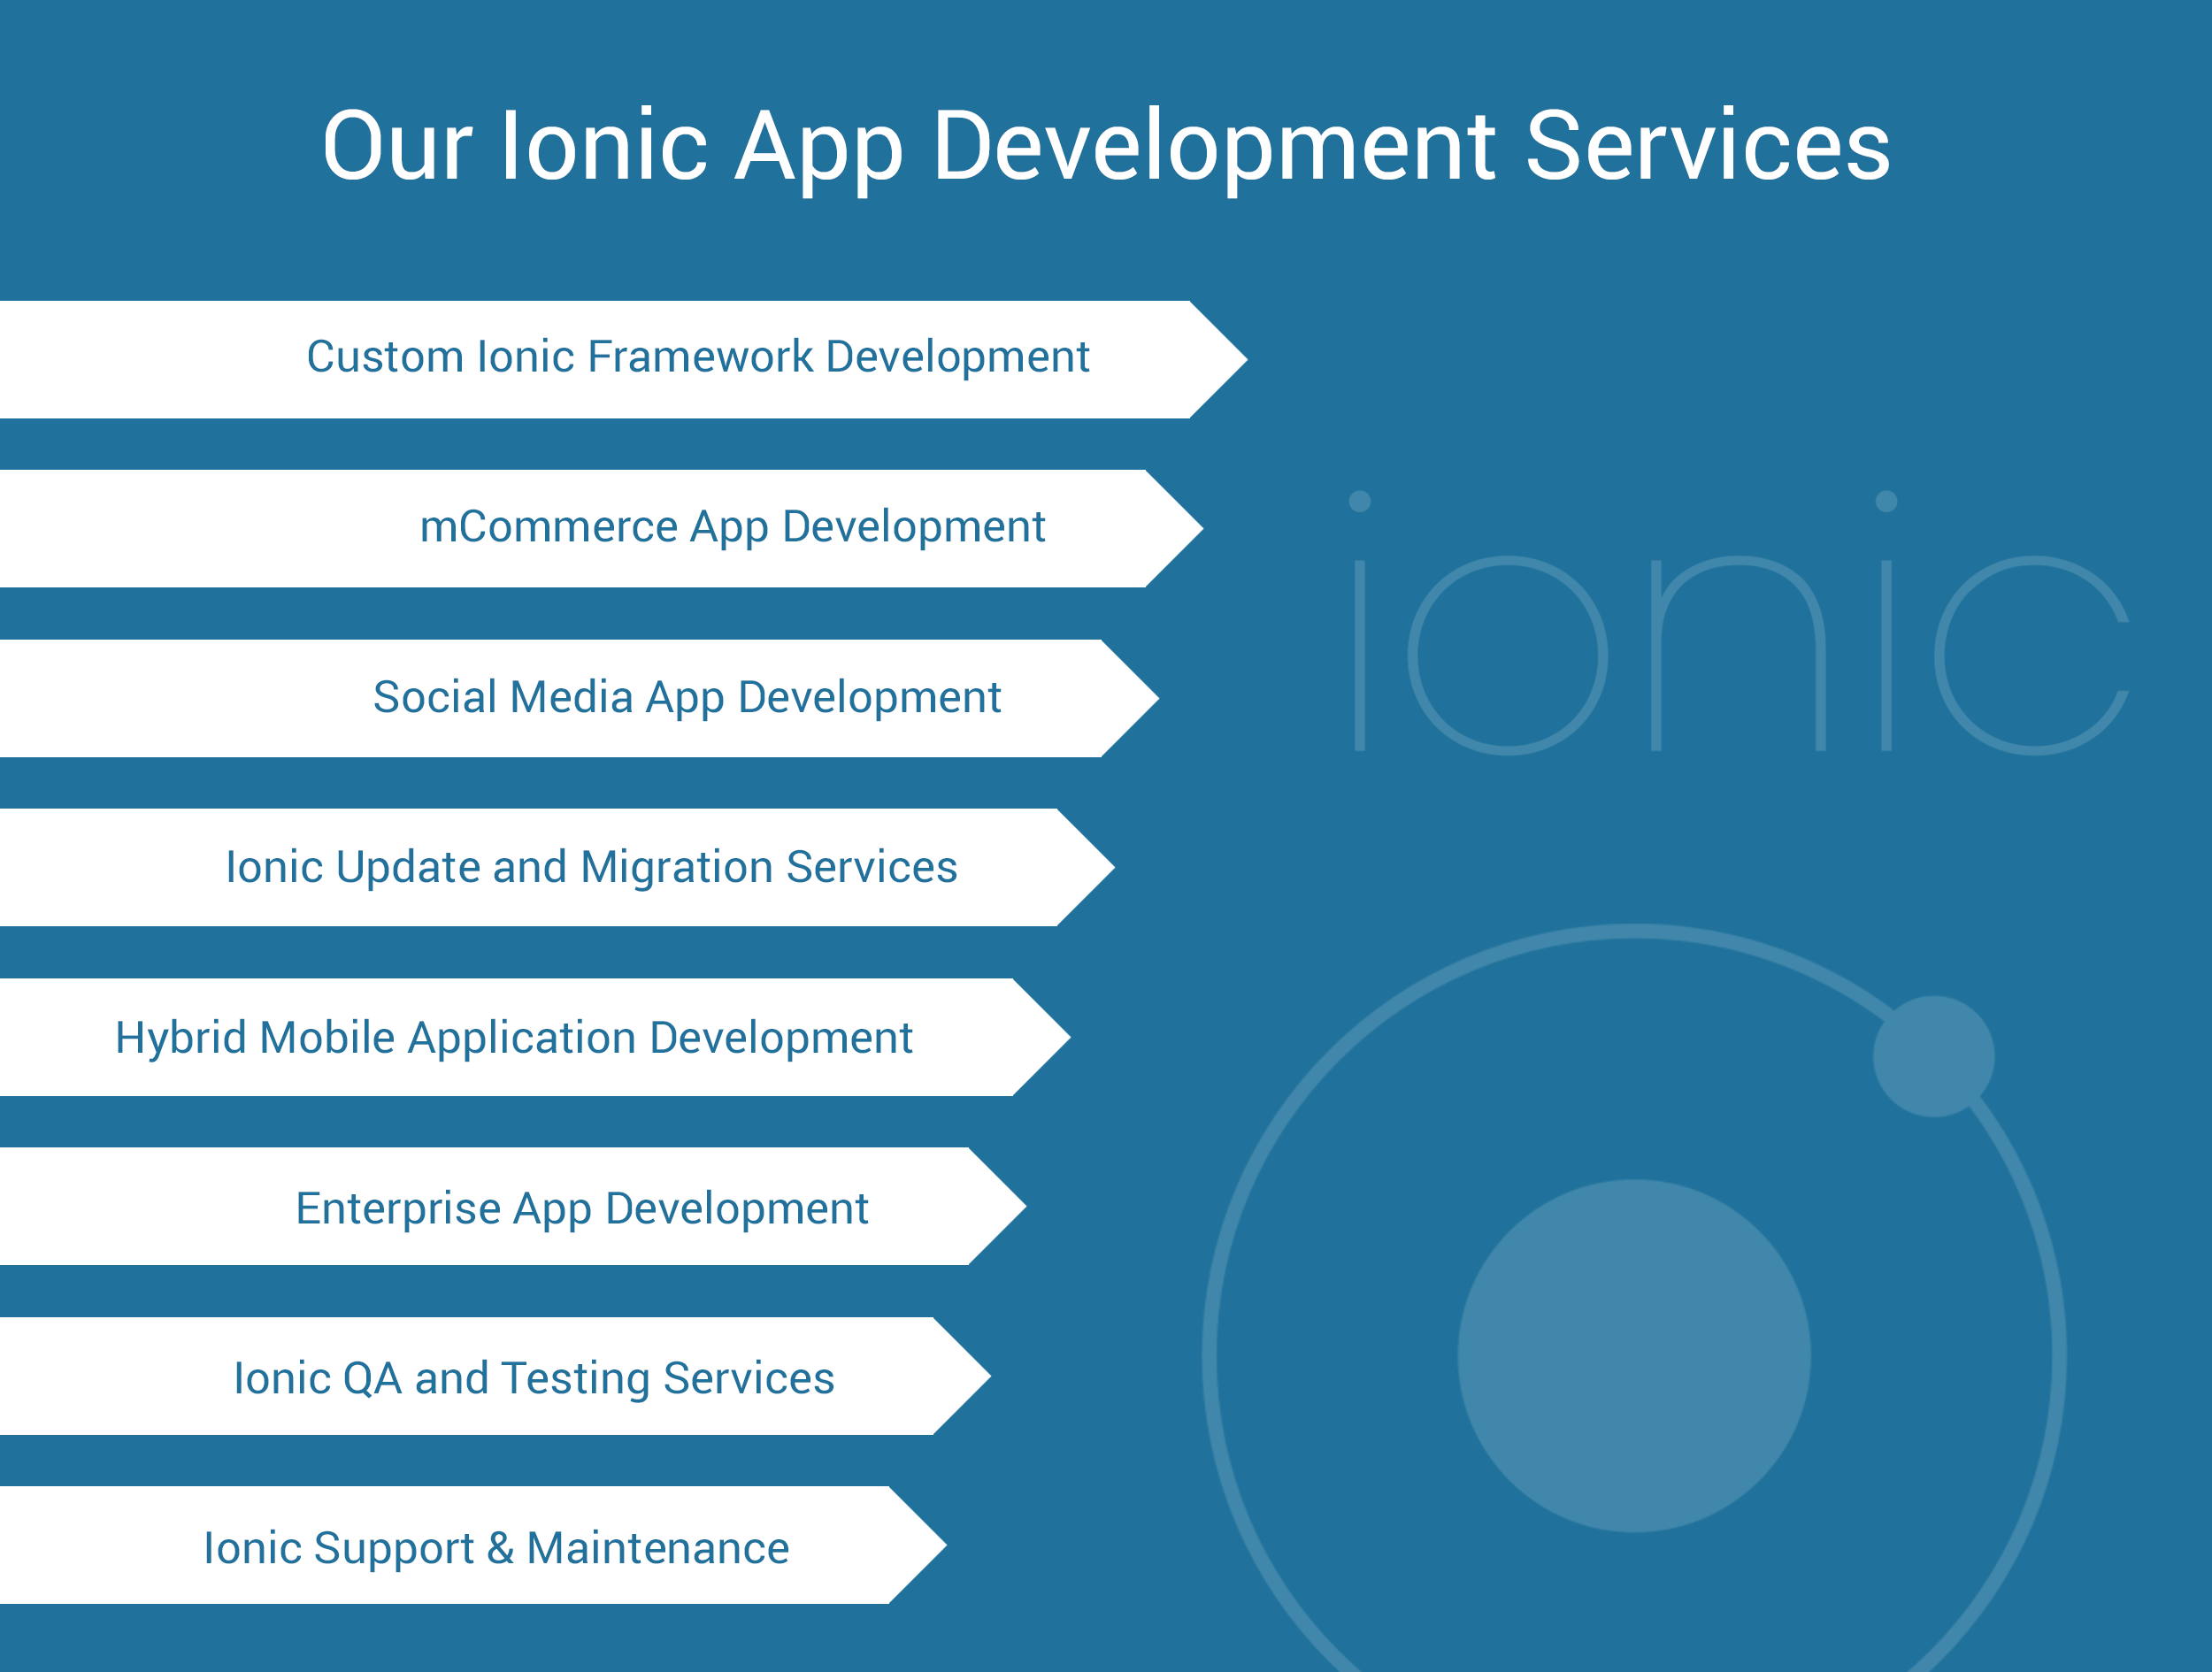 Our Ionic App Development Services
Custom Ionic Framework Development
mCommerce App Development
Social Media App Development
ionic
Ionic Update and Migration Services
Hybrid Mobile Application Development
Enterprise App Development
Ionic QA and Testing Services
Ionic Support & Maintenance